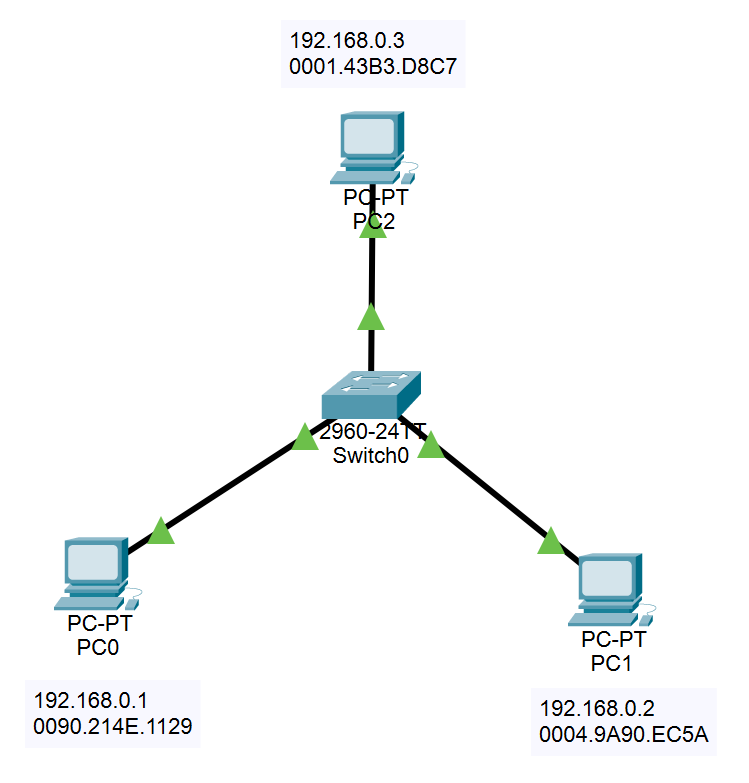 192.168.0.3
0001.43B3.D8C7
PC-PT
PC2
2960-24TT
Switch0
PC-PT
PC0
192.168.0.1
0090.214E.1129
PC-PT
PC1
192.168.0.2
0004.9A90.EC5A